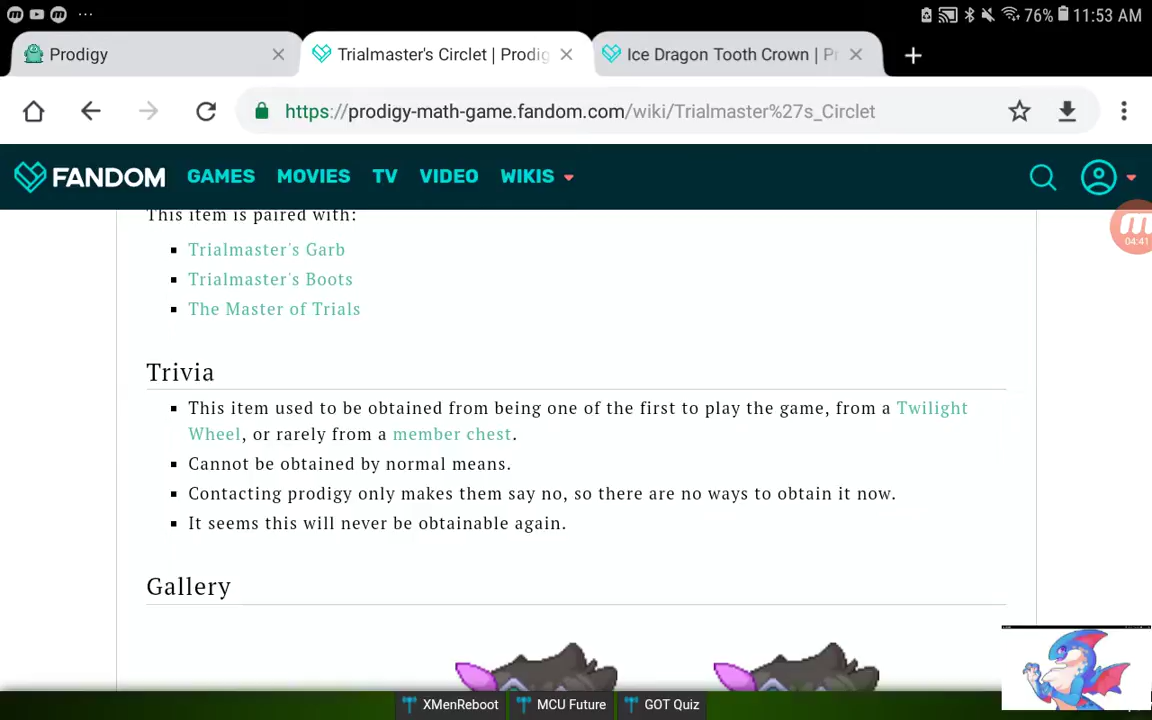 76% 11:53 AM
Prodigy
Trialmaster's Circlet | Prodig
Ice Dragon Tooth Crown | Pr
https://prodigy-math-game.fandom.com/wiki/Trialmaster%27s_Circlet
FANDOM GAMES MOVIES TV VIDEO WIKIS
04:41
This item is paired with:
Trialmaster's Garb
Trialmaster's Boots
The Master of Trials
Trivia
This item used to be obtained from being one of the first to play the game, from a Twilight
Wheel, or rarely from a member chest.
Cannot be obtained by normal means.
Contacting prodigy only makes them say no, so there are no ways to obtain it now.
It seems this will never be obtainable again.
Gallery
XMenReboot MCU Future GOT Quiz